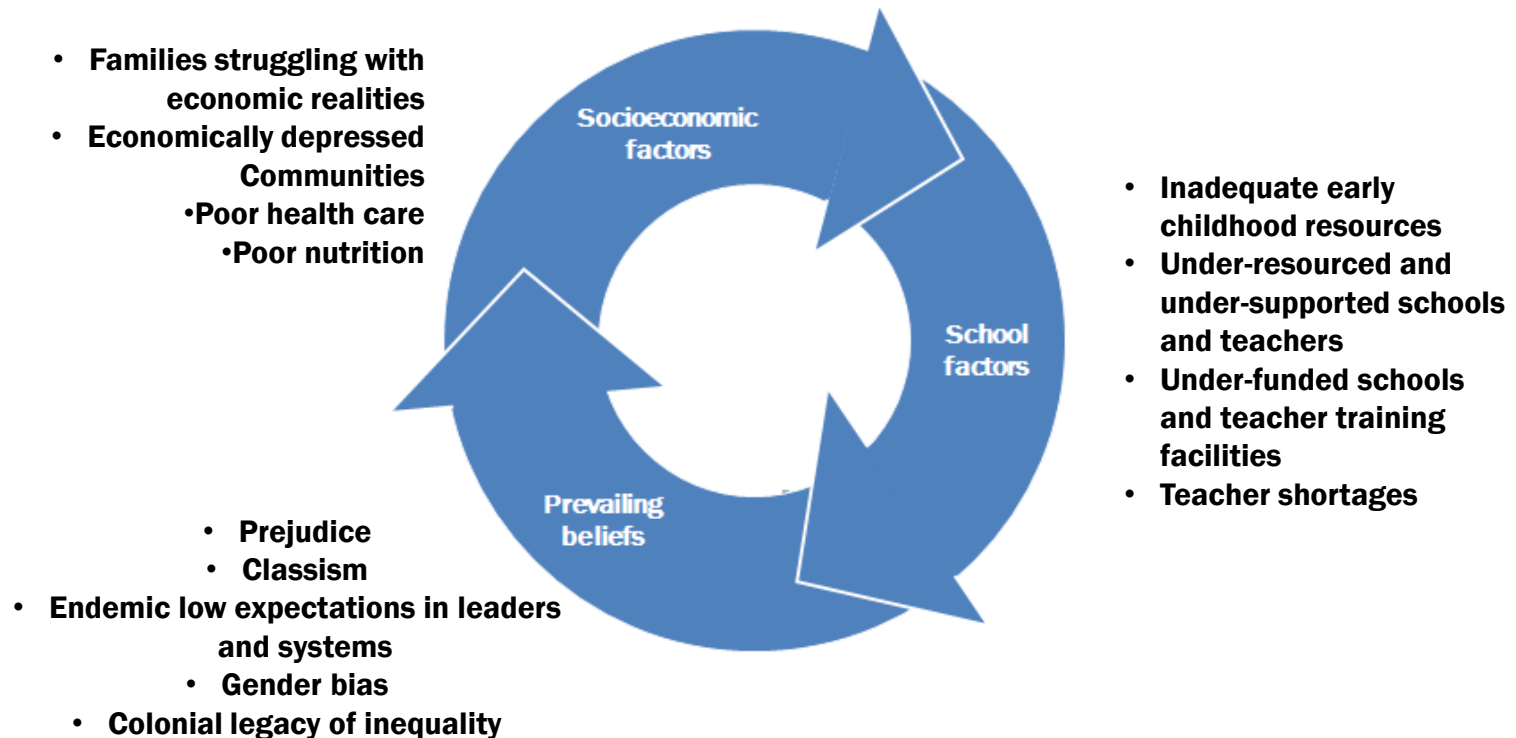 • Families struggling with
economic realities
• Economically depressed
Communities
•Poor health care
•Poor nutrition
Socioeconomic
factors
School
factors
Prevailing
beliefs
• Inadequate early
childhood resources
• Under-resourced and
under-supported schools
and teachers
• Under-funded schools
and teacher training
facilities
• Teacher shortages
• Prejudice
• Classism
• Endemic low expectations in leaders
and systems
• Gender bias
• Colonial legacy of inequality